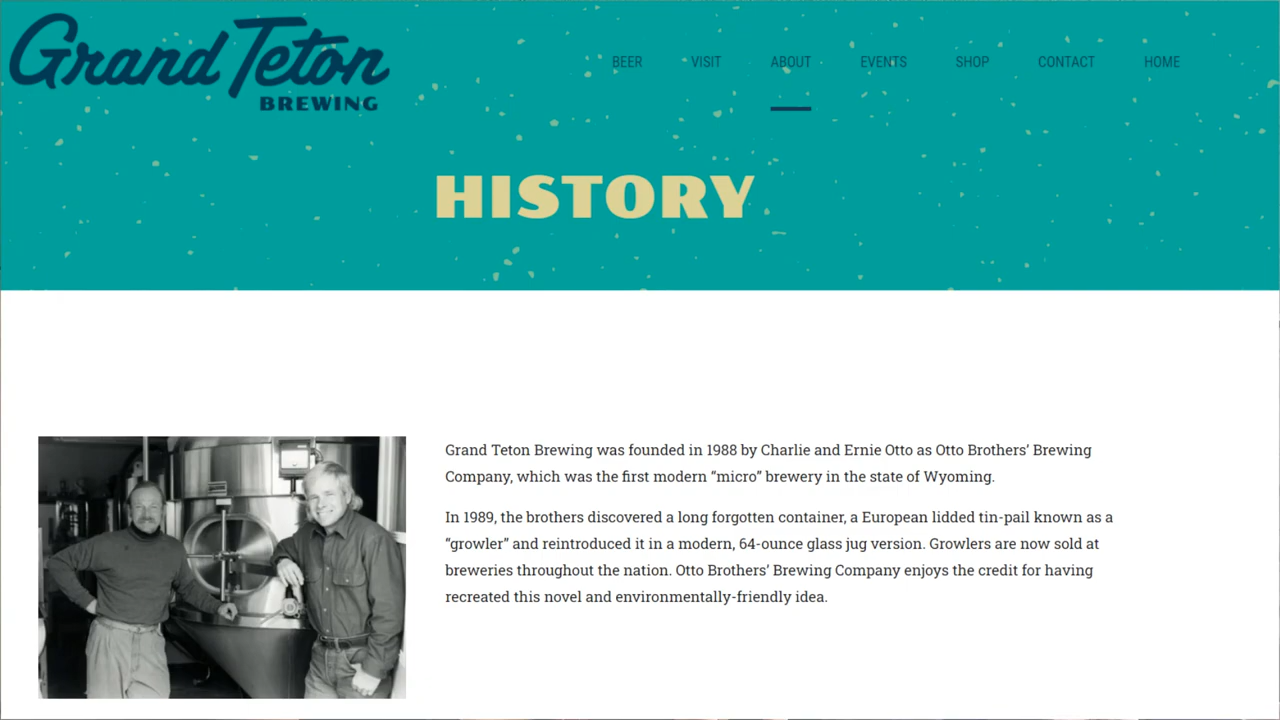 Grand Teton
BREWING
BEER VISIT ABOUT EVENTS SHOP CONTACT HOME
HISTORY
Grand Teton Brewing was founded in 1988 by Charlie and Ernie Otto as Otto Brothers’ Brewing
Company, which was the first modern “micro” brewery in the state of Wyoming.
In 1989, the brothers discovered a long forgotten container, a European lidded tin-pail known as a
“growler” and reintroduced it in a modern, 64-ounce glass jug version. Growlers are now sold at
breweries throughout the nation. Otto Brothers’ Brewing Company enjoys the credit for having
recreated this novel and environmentally-friendly idea.